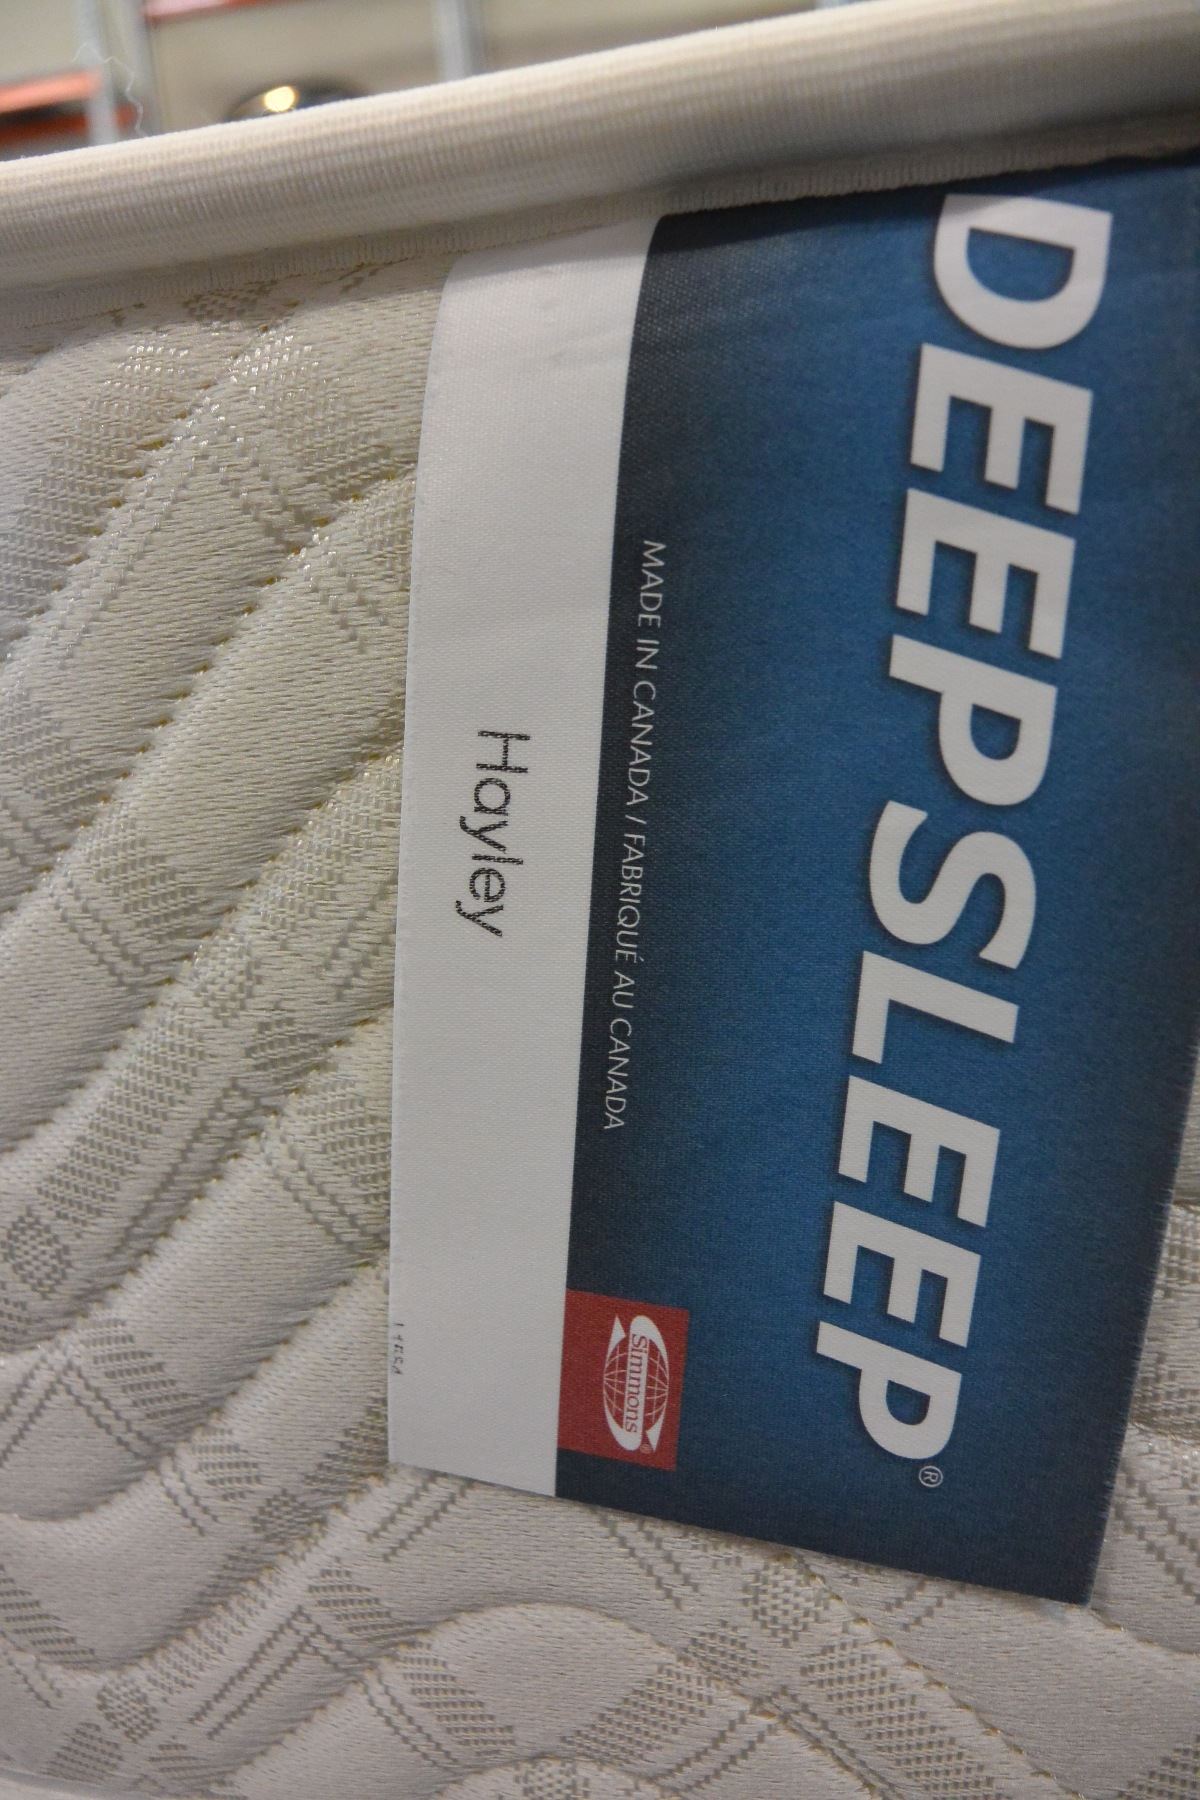 DEEPSLEEP®
MADE IN CANADA / FABRIQUÉ AU CANADA
Simmons®
Hayley